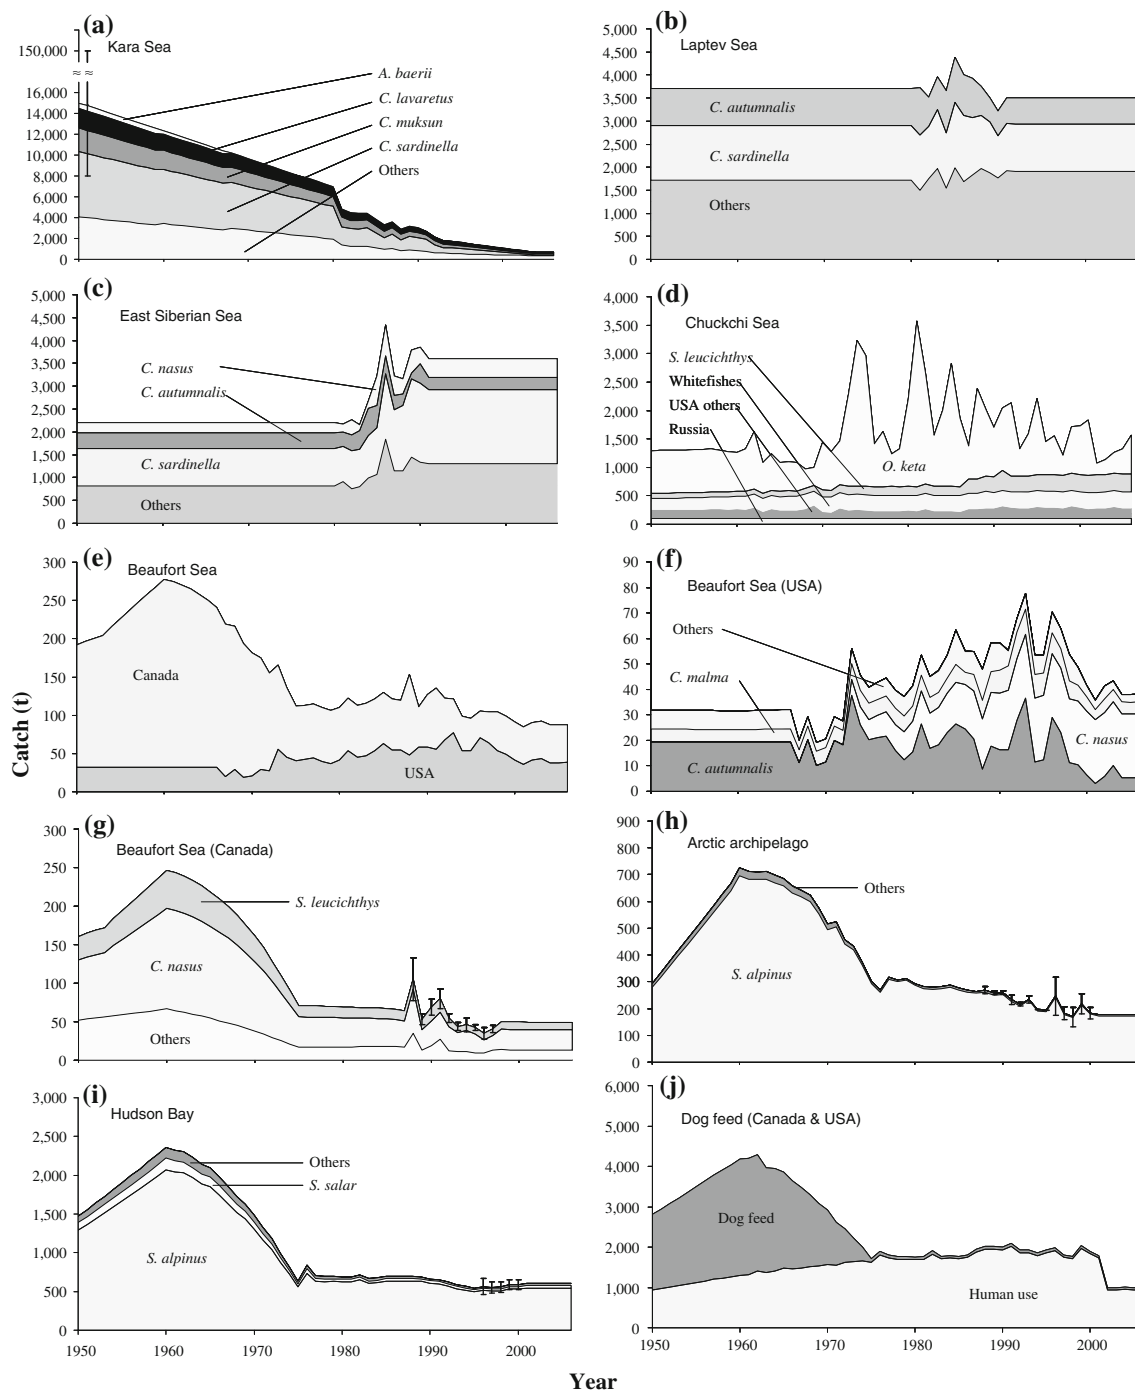 (a)
Kara Sea
150,000
≈ ≈
16,000
14,000
12,000
10,000
8,000
6,000
4,000
2,000
0
A. baerii
C. lavaretus
C. muksun
C. sardinella
Others
(b)
Laptev Sea
5,000
4,500
4,000
3,500
3,000
2,500
2,000
1,500
1,000
500
0
C. autumnalis
C. sardinella
Others
(c)
East Siberian Sea
5,000
4,500
4,000
3,500
3,000
2,500
2,000
1,500
1,000
500
0
C. nasus
C. autumnalis
C. sardinella
Others
(d)
Chuckchi Sea
4,000
3,500
3,000
2,500
2,000
1,500
1,000
500
0
S. leucichthys
Whitefishes
USA others
Russia
O. keta
(e)
Beaufort Sea
300
250
200
150
100
50
0
Canada
USA
(f)
Beaufort Sea (USA)
90
80
70
60
50
40
30
20
10
0
Others
C. malma
C. nasus
C. autumnalis
Catch (t)
(g)
Beaufort Sea (Canada)
300
250
200
150
100
50
0
S. leucichthys
C. nasus
Others
(h)
Arctic archipelago
900
800
700
600
500
400
300
200
100
0
Others
S. alpinus
(i)
Hudson Bay
3,000
2,500
2,000
1,500
1,000
500
0
Others
S. salar
S. alpinus
1950 1960 1970 1980 1990 2000
(j)
Dog feed (Canada & USA)
6,000
5,000
4,000
3,000
2,000
1,000
0
Dog feed
Human use
1950 1960 1970 1980 1990 2000
Year